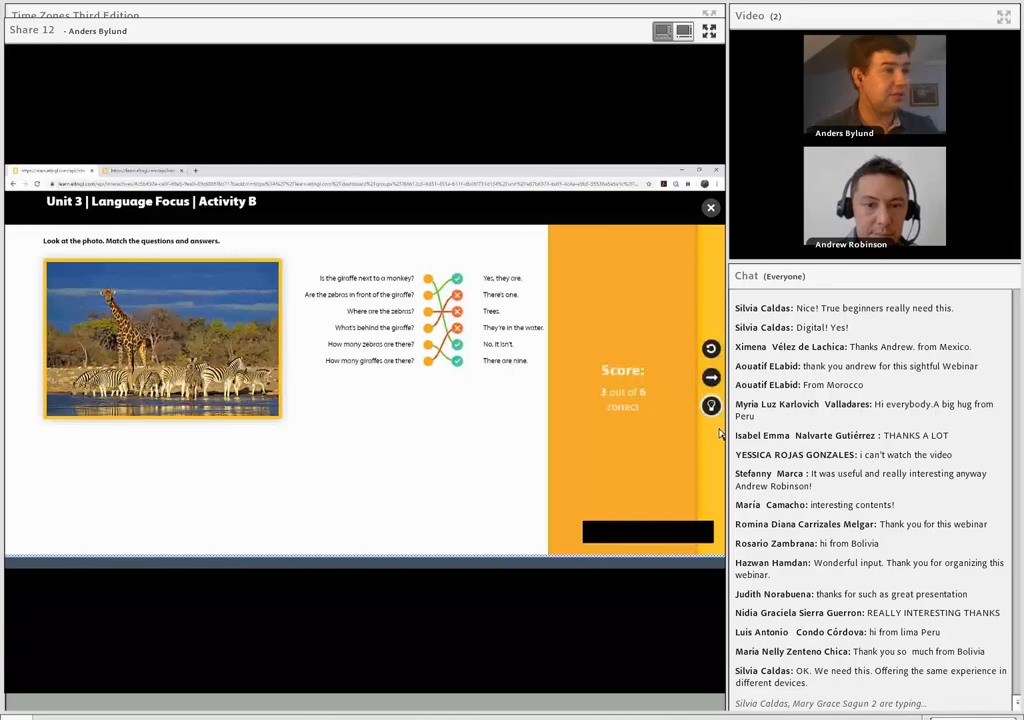 Time Zones Third Edition
Share 12 - Anders Bylund
Unit 3 | Language Focus | Activity B
Look at the photo. Match the questions and answers.
Is the giraffe next to a monkey?
Yes, they are.
Are the zebras in front of the giraffe?
There's one.
Where are the zebras?
Trees.
What's behind the giraffe?
They're in the water.
How many zebras are there?
No, it isn't.
How many giraffes are there?
There are nine.
Score:
3 out of 6
correct
Video (2)
Anders Bylund
Andrew Robinson
Chat (Everyone)
Silvia Caldas: Nice! True beginners really need this.
Silvia Caldas: Digital! Yes!
Ximena Vélez de Lachica: Thanks Andrew. from Mexico.
Aouatif ELabid: thank you andrew for this sightful Webinar
Aouatif ELabid: From Morocco
Myria Luz Karlovich Valladares: Hi everybody.A big hug from
Peru
Isabel Emma Nalvarte Gutiérrez : THANKS A LOT
YESSICA ROJAS GONZALES: i can't watch the video
Stefanny Marca : It was useful and really interesting anyway
Andrew Robinson!
María Camacho: interesting contents!
Romina Diana Carrizales Melgar: Thank you for this webinar
Rosario Zambrana: hi from Bolivia
Hazwan Hamdan: Wonderful input. Thank you for organizing this
webinar.
Judith Norabuena: thanks for such as great presentation
Nidia Graciela Sierra Guerron: REALLY INTERESTING THANKS
Luis Antonio Condo Córdova: hi from lima Peru
Maria Nelly Zenteno Chica: Thank you so much from Bolivia
Silvia Caldas: OK. We need this. Offering the same experience in
different devices.
Silvia Caldas, Mary Grace Sagun 2 are typing...